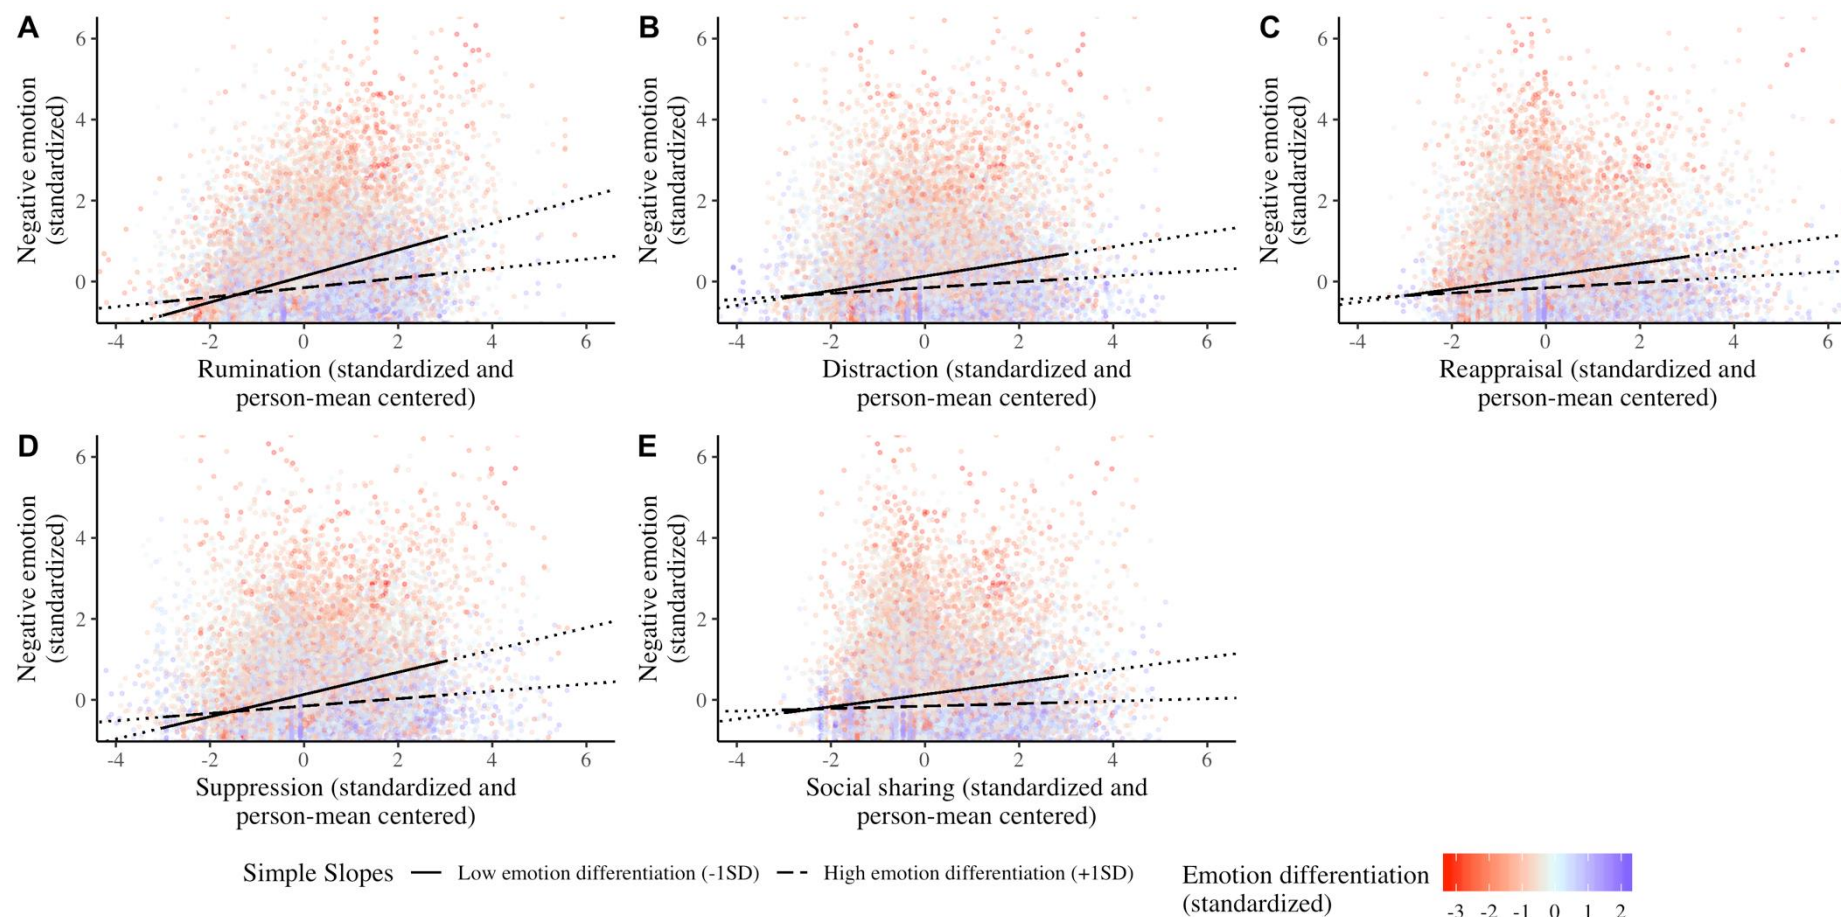 A
B
C
Negative emotion
(standardized)
6
4
2
0
-4
-2
0
2
4
6
Rumination (standardized and
person-mean centered)
Negative emotion
(standardized)
6
4
2
0
-4
-2
0
2
4
6
Distraction (standardized and
person-mean centered)
Negative emotion
(standardized)
6
4
2
0
-4
-2
0
2
4
6
Reappraisal (standardized and
person-mean centered)
D
E
Negative emotion
(standardized)
6
4
2
0
-4
-2
0
2
4
6
Suppression (standardized and
person-mean centered)
Negative emotion
(standardized)
6
4
2
0
-4
-2
0
2
4
6
Social sharing (standardized and
person-mean centered)
Simple Slopes
Low emotion differentiation (-1SD)
High emotion differentiation (+1SD)
Emotion differentiation
(standardized)
-3 -2 -1 0 1 2